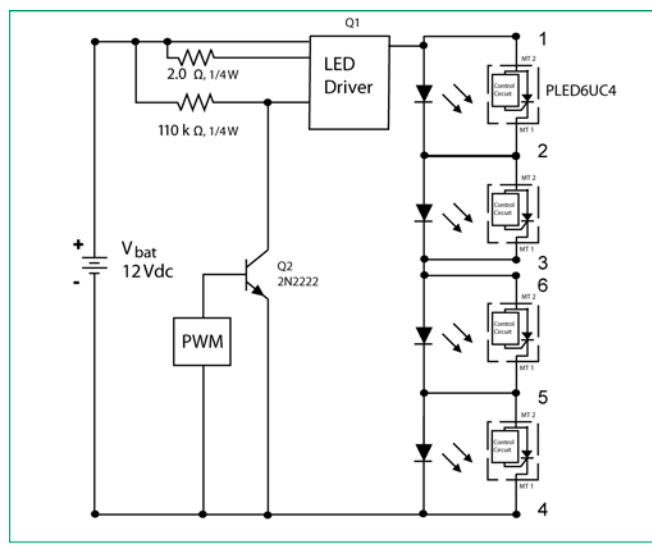 Q1
LED
Driver
2.0 Ω, 1/4W
110 k Ω, 1/4W
+
V bat
12Vdc
-
Q2
2N2222
PWM
1
MT 2
Control
Circuit
PLED6UC4
MT 1
2
MT 2
Control
Circuit
MT 1
3
6
MT 2
Control
Circuit
MT 1
5
MT 2
Control
Circuit
MT 1
4